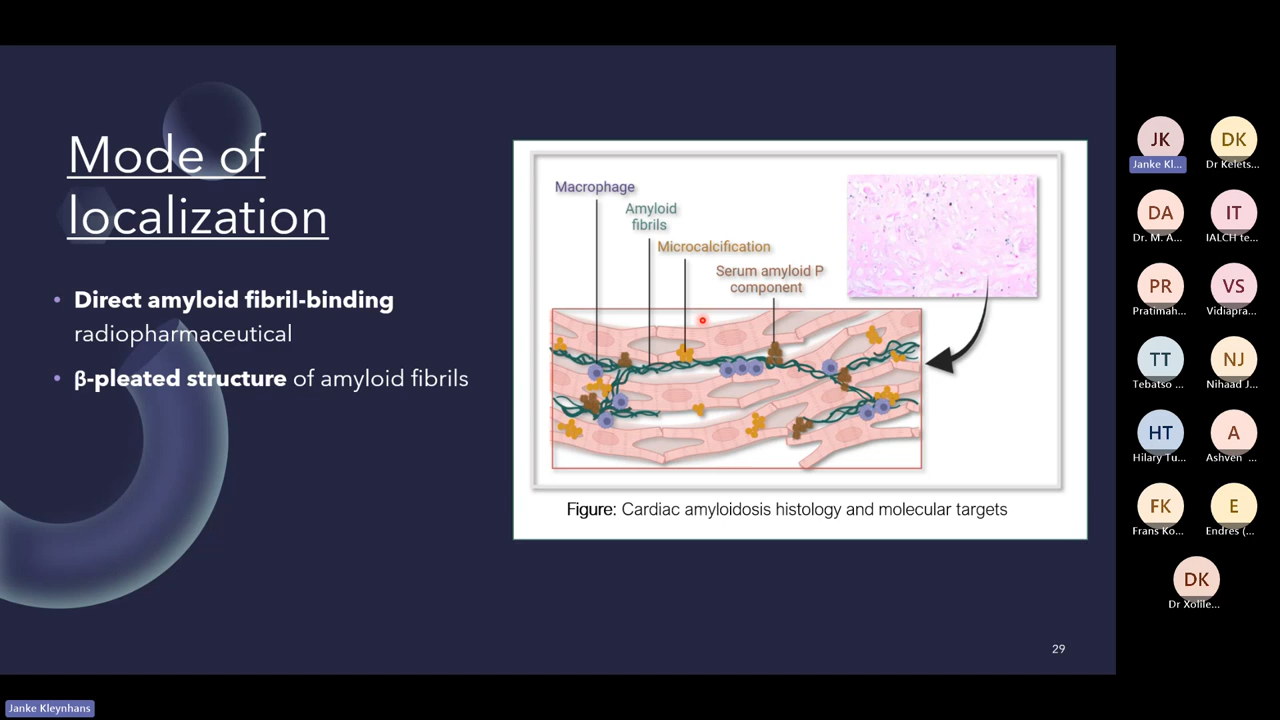 Mode of
localization
• Direct amyloid fibril-binding
radiopharmaceutical
• β-pleated structure of amyloid fibrils
Macrophage
Amyloid
fibrils
Microcalcification
Serum amyloid P
component
Figure: Cardiac amyloidosis histology and molecular targets
29
JK
Janke Kl...
DK
Dr Kelets...
DA
Dr. M. A...
IT
IALCH te...
PR
Pratimah...
VS
Vidiapra...
TT
Tebatso ...
NJ
Nihaad J...
HT
Hilary Tu...
A
Ashven ...
FK
Frans Ko...
E
Endres (...
DK
Dr Xolile...
Janke Kleynhans